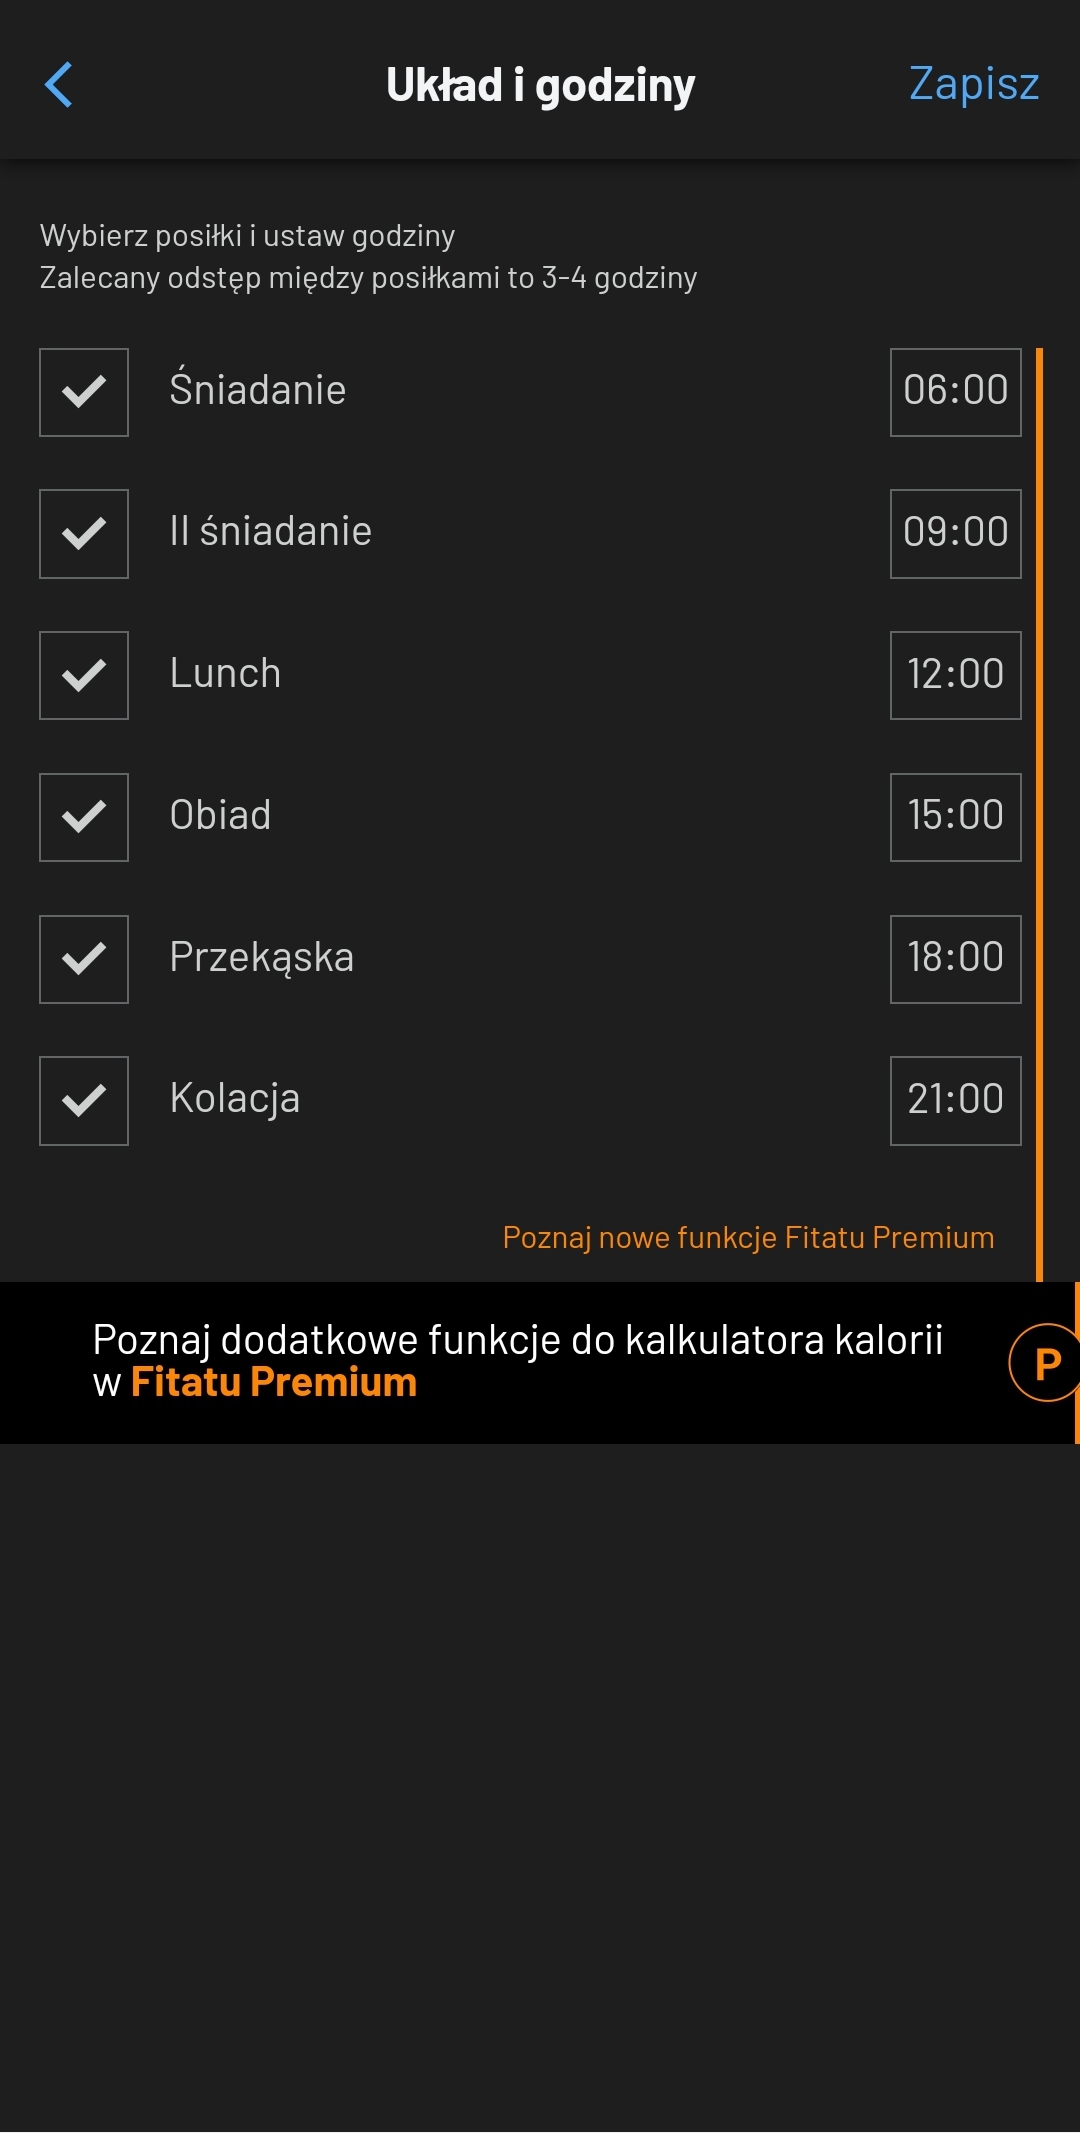 Układ i godziny
Zapisz
Wybierz posiłki i ustaw godziny
Zalecany odstęp między posiłkami to 3-4 godziny
Śniadanie 06:00
II śniadanie 09:00
Lunch 12:00
Obiad 15:00
Przekąska 18:00
Kolacja 21:00
Poznaj nowe funkcje Fitatu Premium
Poznaj dodatkowe funkcje do kalkulatora kalorii
w Fitatu Premium
P